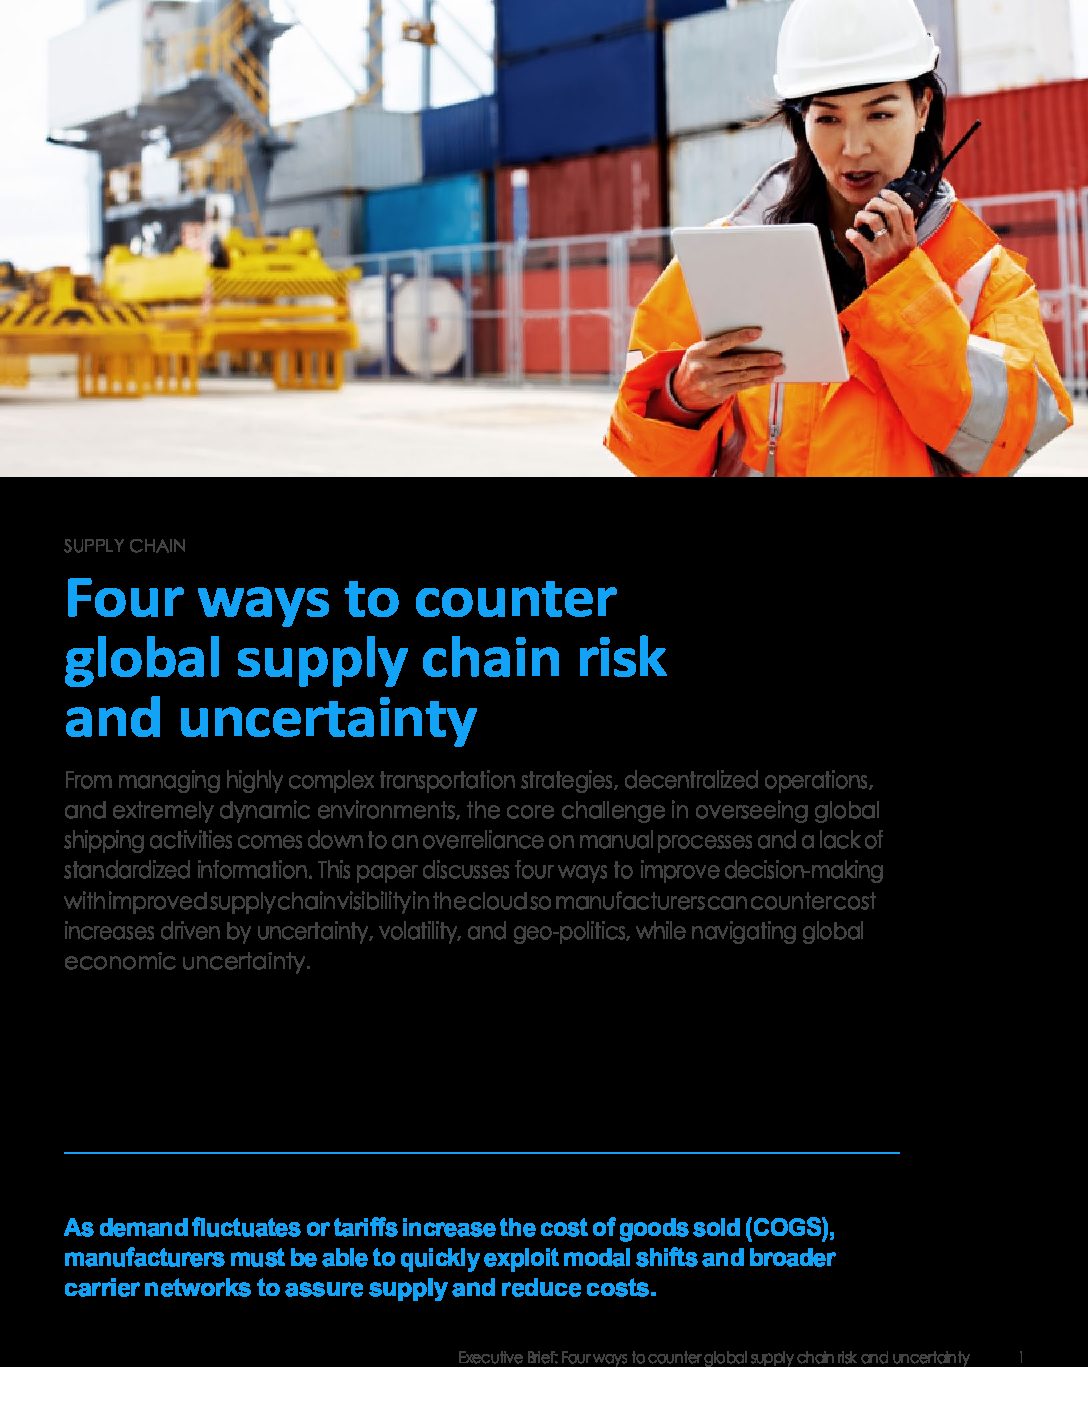 SUPPLY CHAIN
Four ways to counter
global supply chain risk
and uncertainty
From managing highly complex transportation strategies, decentralized operations,
and extremely dynamic environments, the core challenge in overseeing global
shipping activities comes down to an overreliance on manual processes and a lack of
standardized information. This paper discusses four ways to improve decision-making
with improved supply chain visibility in the cloud so manufacturers can counter cost
increases driven by uncertainty, volatility, and geo-politics, while navigating global
economic uncertainty.
As demand fluctuates or tariffs increase the cost of goods sold (COGS),
manufacturers must be able to quickly exploit modal shifts and broader
carrier networks to assure supply and reduce costs.
Executive Brief: Four ways to counter global supply chain risk and uncertainty 1